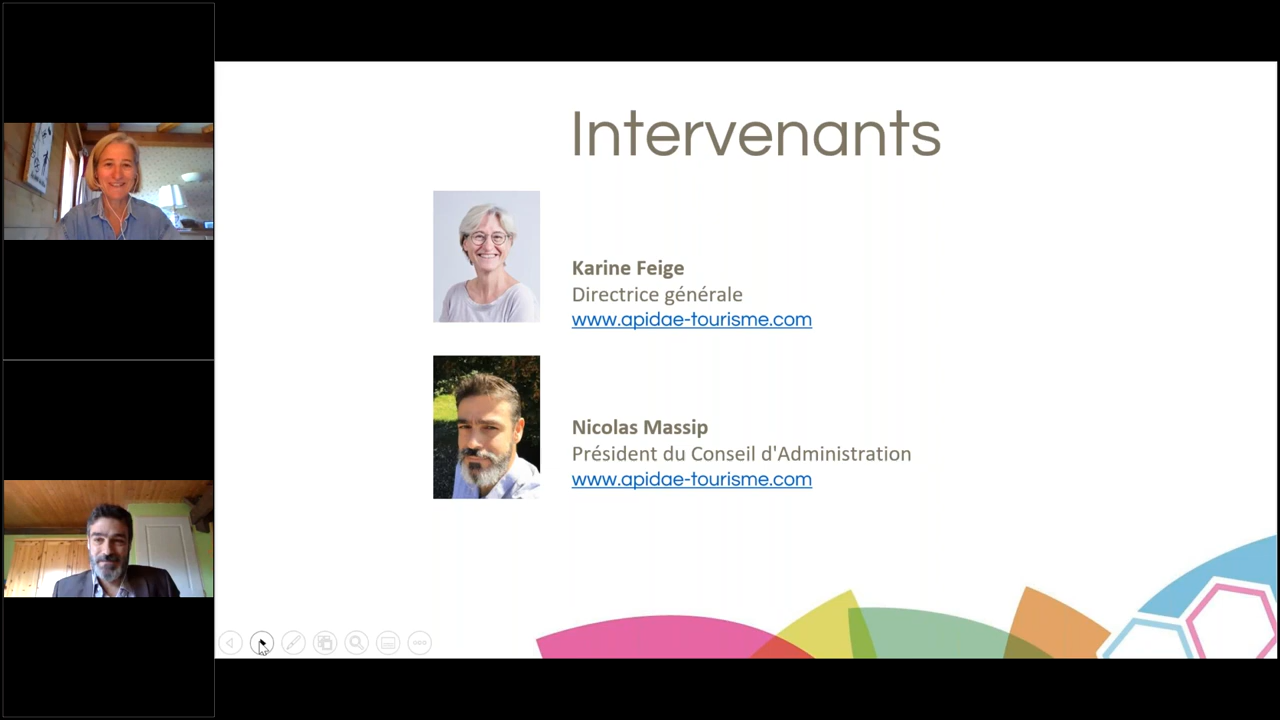 Intervenants
Karine Feige
Directrice générale
www.apidae-tourisme.com
Nicolas Massip
Président du Conseil d'Administration
www.apidae-tourisme.com